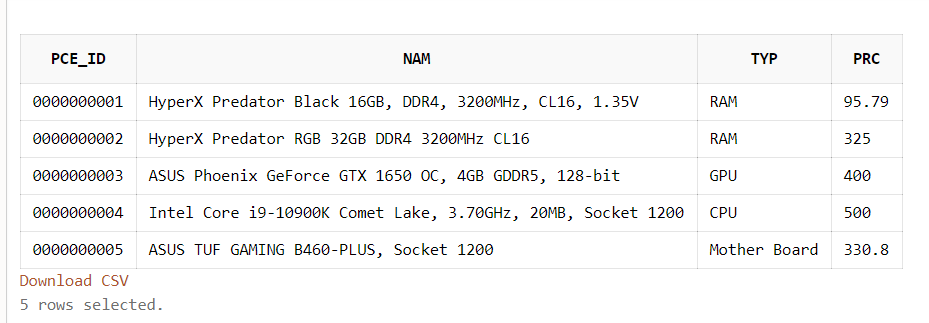 PCE_ID NAM TYP PRC
0000000001 HyperX Predator Black 16GB, DDR4, 3200MHz, CL16, 1.35V RAM 95.79
0000000002 HyperX Predator RGB 32GB DDR4 3200MHz CL16 RAM 325
0000000003 ASUS Phoenix GeForce GTX 1650 OC, 4GB GDDR5, 128-bit GPU 400
0000000004 Intel Core i9-10900K Comet Lake, 3.70GHz, 20MB, Socket 1200 CPU 500
0000000005 ASUS TUF GAMING B460-PLUS, Socket 1200 Mother Board 330.8
Download CSV
5 rows selected.